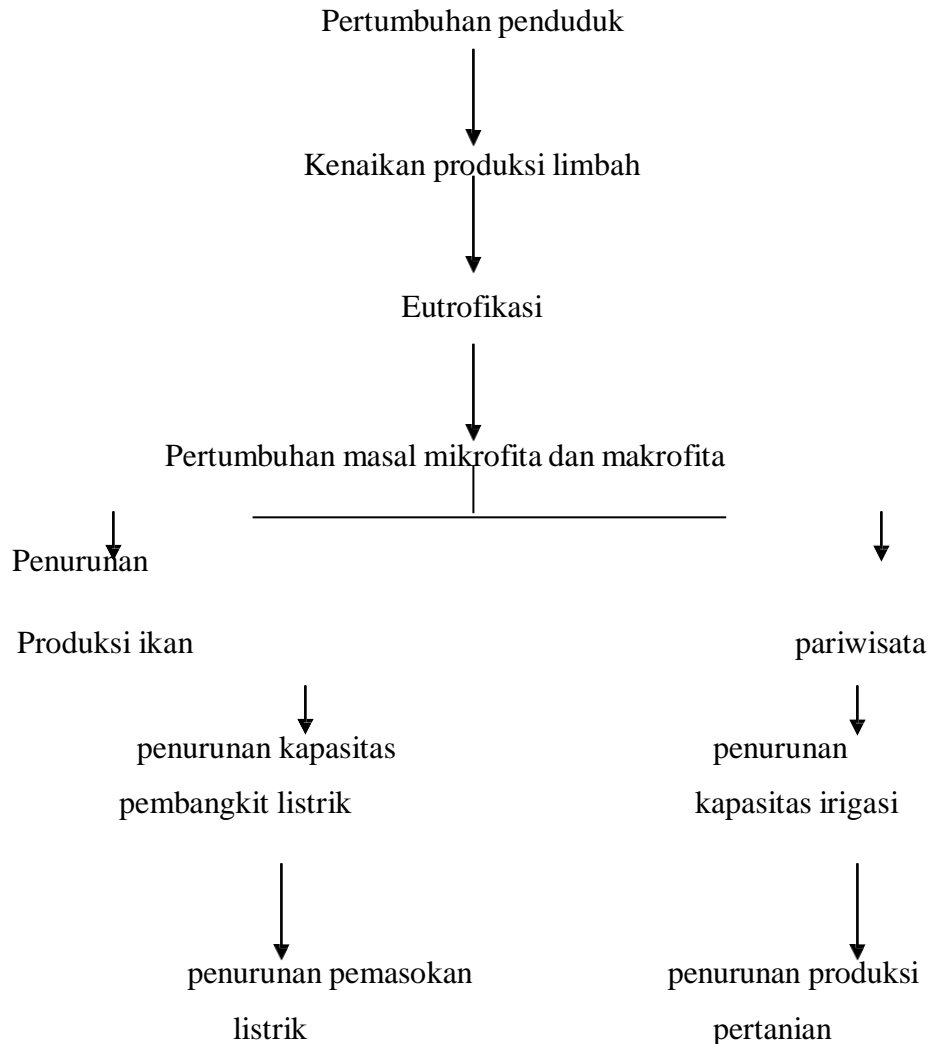 Pertumbuhan penduduk
Kenaikan produksi limbah
Eutrofikasi
Pertumbuhan masal mikrofita dan makrofita
Penurunan
Produksi ikan
pariwisata
penurunan kapasitas
pembangkit listrik
penurunan
kapasitas irigasi
penurunan pemasokan
listrik
penurunan produksi
pertanian